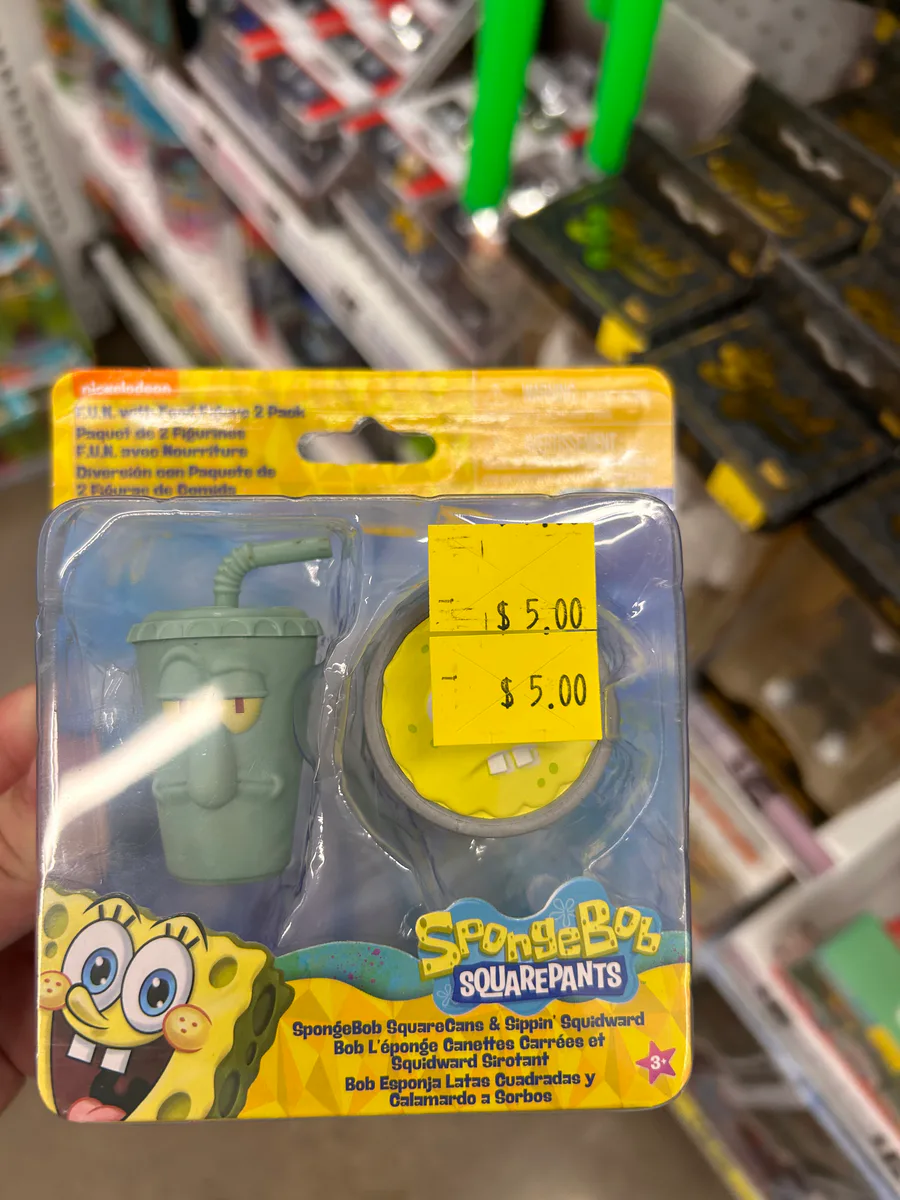 nickelodeon
F.U.N. with Food Figure 2 Pack
Paquet de 2 Figurines
F.U.N. avec Nourriture
Diversión con Paquete de
2 Figuras de Comida
WARNING
$ 5.00
$ 5.00
SpongeBob
SQUAREPANTS
SpongeBob SquareCans & Sippin' Squidward
Bob L'éponge Canettes Carrées et
Squidward Sirotant
Bob Esponja Latas Cuadradas y
Calamardo a Sorbos
3+